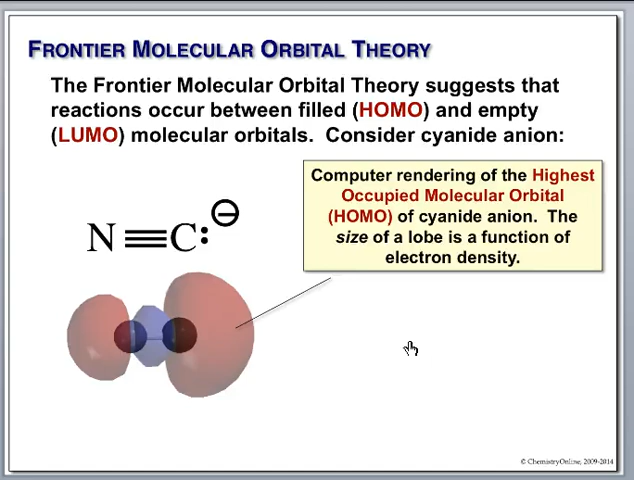 FRONTIER MOLECULAR ORBITAL THEORY
The Frontier Molecular Orbital Theory suggests that
reactions occur between filled (HOMO) and empty
(LUMO) molecular orbitals.  Consider cyanide anion:
Computer rendering of the Highest
Occupied Molecular Orbital
(HOMO) of cyanide anion.  The
size of a lobe is a function of
electron density.
N≡C:⊖
© ChemistryOnline, 2009-2014